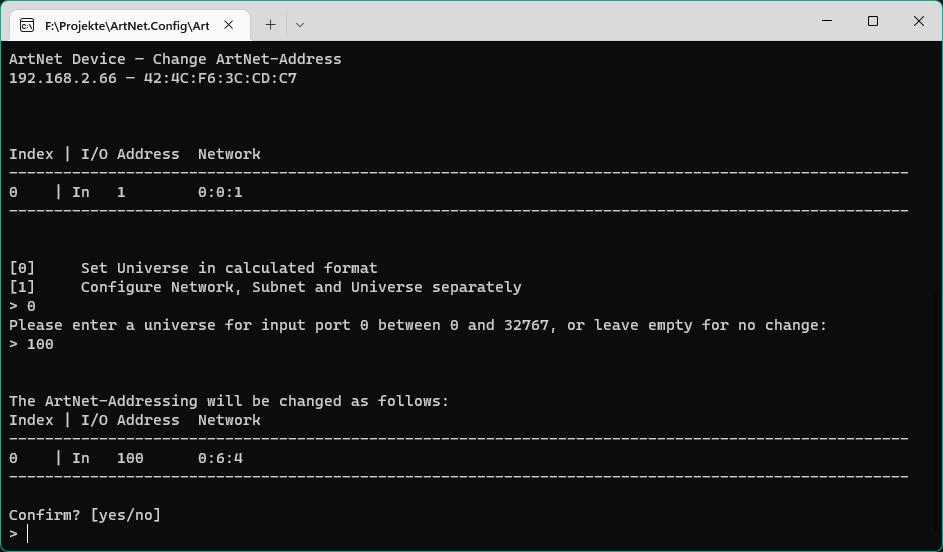 F:\Projekte\ArtNet.Config\Art
ArtNet Device – Change ArtNet-Address
192.168.2.66 – 42:4C:F6:3C:CD:C7
Index | I/O Address  Network
----------------------------------------------------------------------------------------------------
0    | In   1        0:0:1
----------------------------------------------------------------------------------------------------
[0]     Set Universe in calculated format
[1]     Configure Network, Subnet and Universe separately
> 0
Please enter a universe for input port 0 between 0 and 32767, or leave empty for no change:
> 100
The ArtNet-Addressing will be changed as follows:
Index | I/O Address  Network
----------------------------------------------------------------------------------------------------
0    | In   100      0:6:4
----------------------------------------------------------------------------------------------------
Confirm? [yes/no]
>